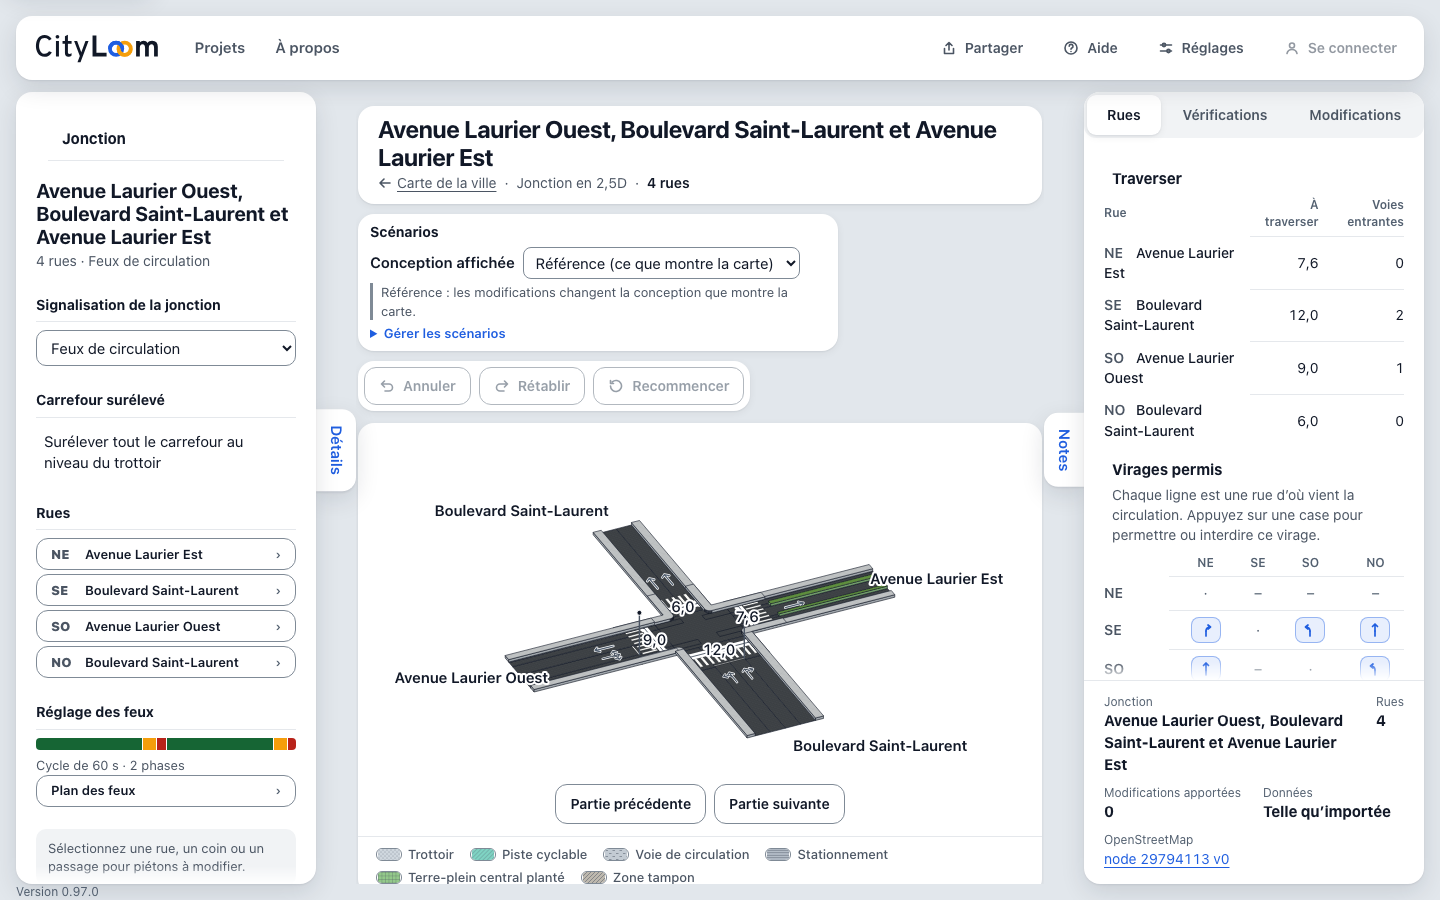 CityLoom
Projets
À propos
Partager
Aide
Réglages
Se connecter
Jonction
Avenue Laurier Ouest,
Boulevard Saint-Laurent et
Avenue Laurier Est
4 rues · Feux de circulation
Signalisation de la jonction
Feux de circulation
Carrefour surélevé
Surélever tout le carrefour au
niveau du trottoir
Rues
NE Avenue Laurier Est ›
SE Boulevard Saint-Laurent ›
SO Avenue Laurier Ouest ›
NO Boulevard Saint-Laurent ›
Réglage des feux
Cycle de 60 s · 2 phases
Plan des feux ›
Sélectionnez une rue, un coin ou un
passage pour piétons à modifier.
Version 0.97.0
Détails
Avenue Laurier Ouest, Boulevard Saint-Laurent et Avenue
Laurier Est
← Carte de la ville · Jonction en 2,5D · 4 rues
Scénarios
Conception affichée Référence (ce que montre la carte)
Référence : les modifications changent la conception que montre la
carte.
Gérer les scénarios
Annuler
Rétablir
Recommencer
Boulevard Saint-Laurent
Avenue Laurier Est
6,0
7,6
9,0
12,0
Avenue Laurier Ouest
Boulevard Saint-Laurent
Partie précédente
Partie suivante
Trottoir
Piste cyclable
Voie de circulation
Stationnement
Terre-plein central planté
Zone tampon
Notes
Rues
Vérifications
Modifications
Traverser
Rue
À
traverser
Voies
entrantes
NE Avenue Laurier
Est
7,6
0
SE Boulevard
Saint-Laurent
12,0
2
SO Avenue Laurier
Ouest
9,0
1
NO Boulevard
Saint-Laurent
6,0
0
Virages permis
Chaque ligne est une rue d’où vient la
circulation. Appuyez sur une case pour
permettre ou interdire ce virage.
NE SE SO NO
NE · – – –
SE ·
SO – ·
Jonction
Avenue Laurier Ouest, Boulevard
Saint-Laurent et Avenue Laurier
Est
Rues
4
Modifications apportées
0
Données
Telle qu’importée
OpenStreetMap
node 29794113 v0